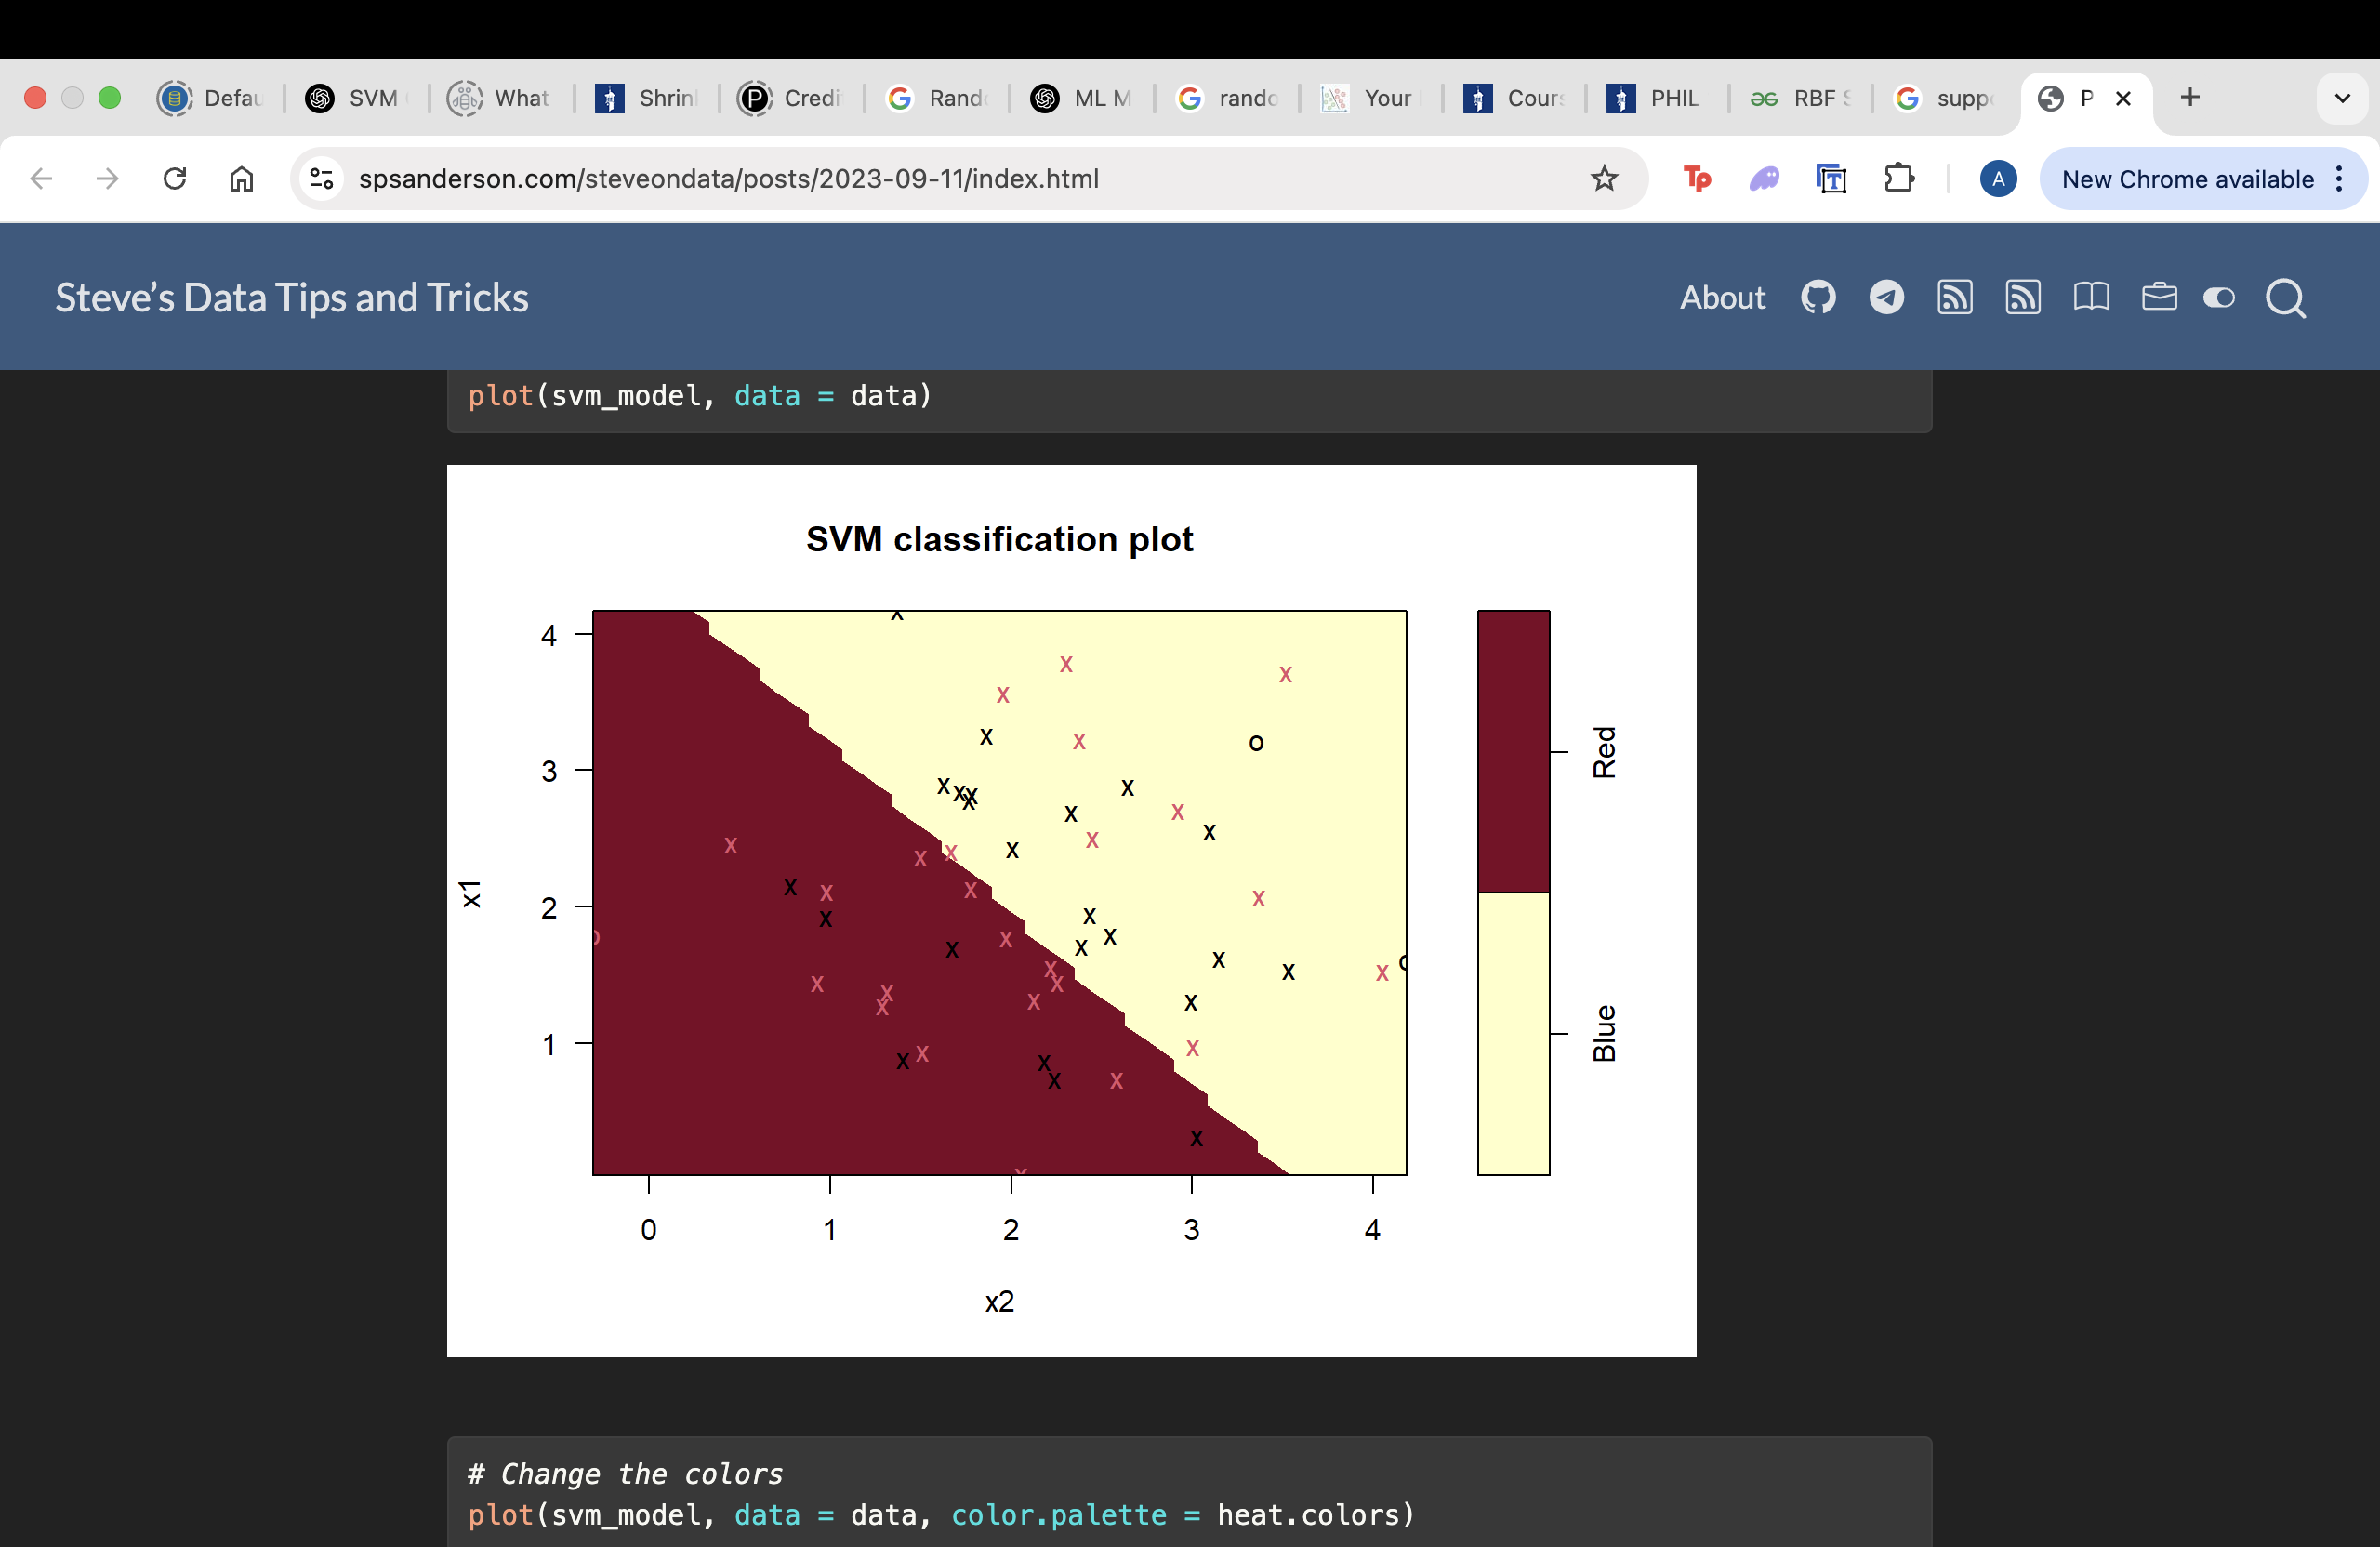 Defau
SVM
What
Shrin
Credi
Rand
ML M
rando
Your
Cours
PHIL
RBF S
supp
P
spsanderson.com/steveondata/posts/2023-09-11/index.html
Tp
T
A
New Chrome available
Steve's Data Tips and Tricks
About
plot(svm_model, data = data)
SVM classification plot
4
3
2
1
x1
0 1 2 3 4
x2
Red
Blue
# Change the colors
plot(svm_model, data = data, color.palette = heat.colors)